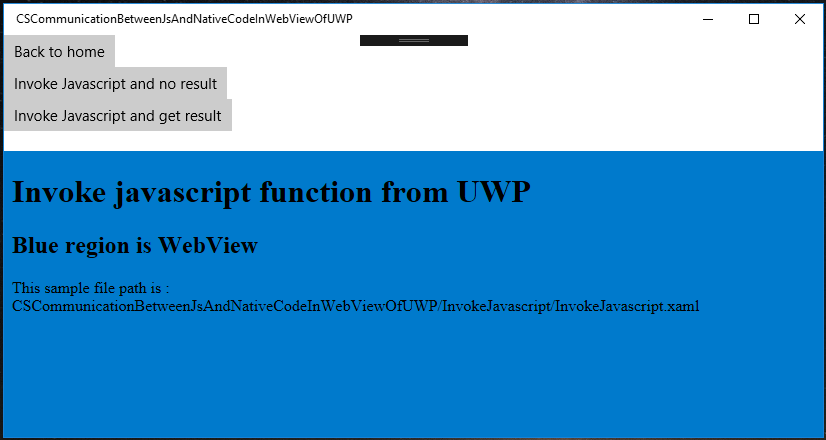 CSCommunicationBetweenJsAndNativeCodeInWebViewOfUWP
Back to home
Invoke Javascript and no result
Invoke Javascript and get result
Invoke javascript function from UWP
Blue region is WebView
This sample file path is :
CSCommunicationBetweenJsAndNativeCodeInWebViewOfUWP/InvokeJavascript/InvokeJavascript.xaml